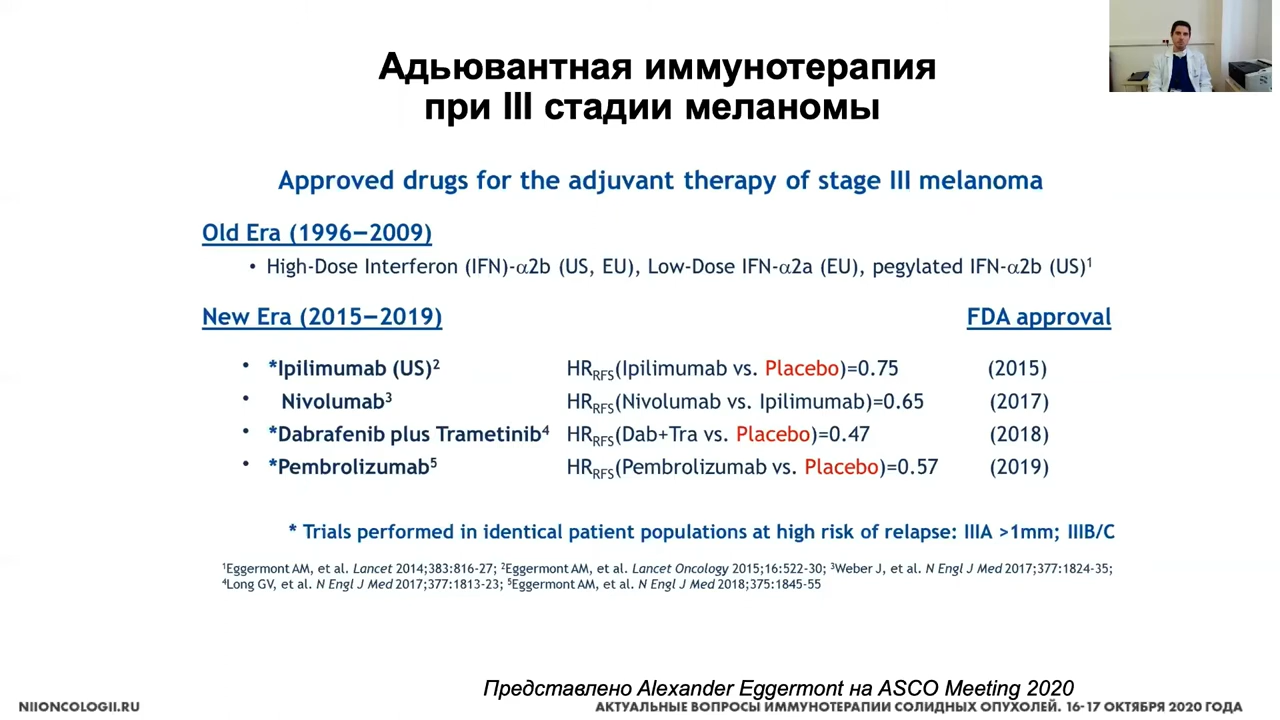 Адьювантная иммунотерапия
при III стадии меланомы
Approved drugs for the adjuvant therapy of stage III melanoma
Old Era (1996–2009)
• High-Dose Interferon (IFN)-α2b (US, EU), Low-Dose IFN-α2a (EU), pegylated IFN-α2b (US)¹
New Era (2015–2019) FDA approval
• *Ipilimumab (US)² HR_RFS(Ipilimumab vs. Placebo)=0.75 (2015)
• Nivolumab³ HR_RFS(Nivolumab vs. Ipilimumab)=0.65 (2017)
• *Dabrafenib plus Trametinib⁴ HR_RFS(Dab+Tra vs. Placebo)=0.47 (2018)
• *Pembrolizumab⁵ HR_RFS(Pembrolizumab vs. Placebo)=0.57 (2019)
* Trials performed in identical patient populations at high risk of relapse: IIIA >1mm; IIIB/C
¹Eggermont AM, et al. Lancet 2014;383:816-27; ²Eggermont AM, et al. Lancet Oncology 2015;16:522-30; ³Weber J, et al. N Engl J Med 2017;377:1824-35;
⁴Long GV, et al. N Engl J Med 2017;377:1813-23; ⁵Eggermont AM, et al. N Engl J Med 2018;375:1845-55
Представлено Alexander Eggermont на ASCO Meeting 2020
NIIONCOLOGII.RU АКТУАЛЬНЫЕ ВОПРОСЫ ИММУНОТЕРАПИИ СОЛИДНЫХ ОПУХОЛЕЙ. 16-17 ОКТЯБРЯ 2020 ГОДА